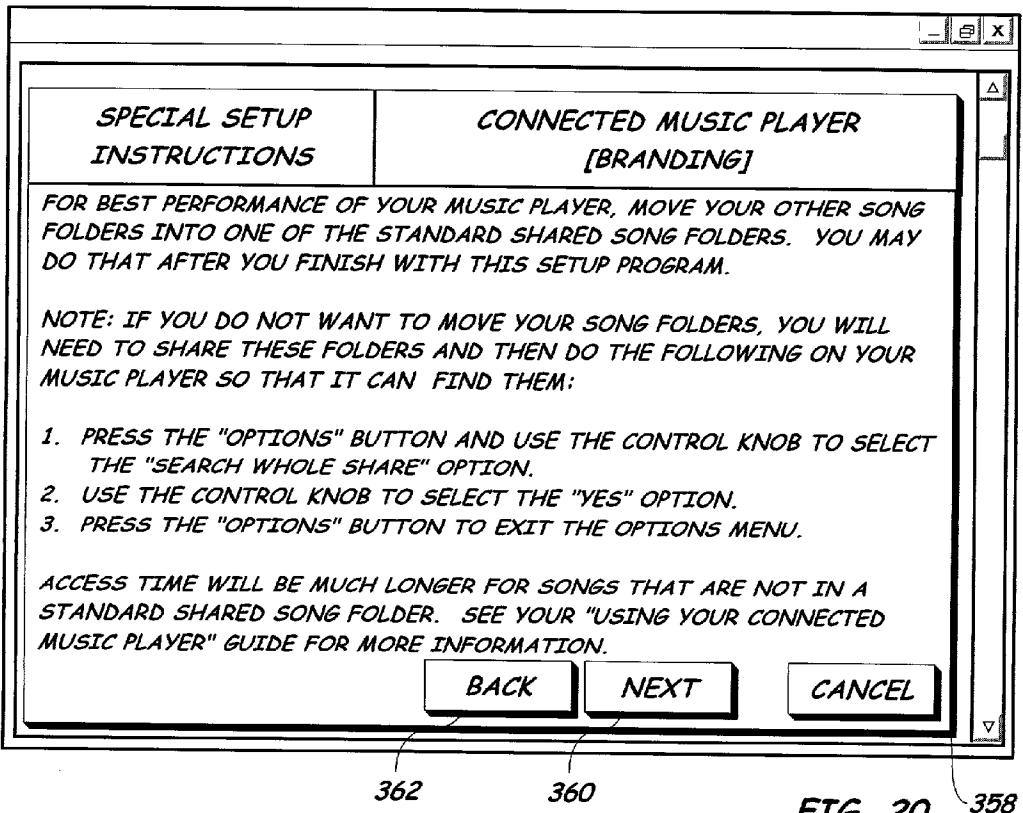 X
SPECIAL SETUP
INSTRUCTIONS
CONNECTED MUSIC PLAYER
[BRANDING]
FOR BEST PERFORMANCE OF YOUR MUSIC PLAYER, MOVE YOUR OTHER SONG
FOLDERS INTO ONE OF THE STANDARD SHARED SONG FOLDERS. YOU MAY
DO THAT AFTER YOU FINISH WITH THIS SETUP PROGRAM.
NOTE: IF YOU DO NOT WANT TO MOVE YOUR SONG FOLDERS, YOU WILL
NEED TO SHARE THESE FOLDERS AND THEN DO THE FOLLOWING ON YOUR
MUSIC PLAYER SO THAT IT CAN FIND THEM:
1. PRESS THE "OPTIONS" BUTTON AND USE THE CONTROL KNOB TO SELECT
THE "SEARCH WHOLE SHARE" OPTION.
2. USE THE CONTROL KNOB TO SELECT THE "YES" OPTION.
3. PRESS THE "OPTIONS" BUTTON TO EXIT THE OPTIONS MENU.
ACCESS TIME WILL BE MUCH LONGER FOR SONGS THAT ARE NOT IN A
STANDARD SHARED SONG FOLDER. SEE YOUR "USING YOUR CONNECTED
MUSIC PLAYER" GUIDE FOR MORE INFORMATION.
BACK NEXT CANCEL
362 360 358
FIG. 20